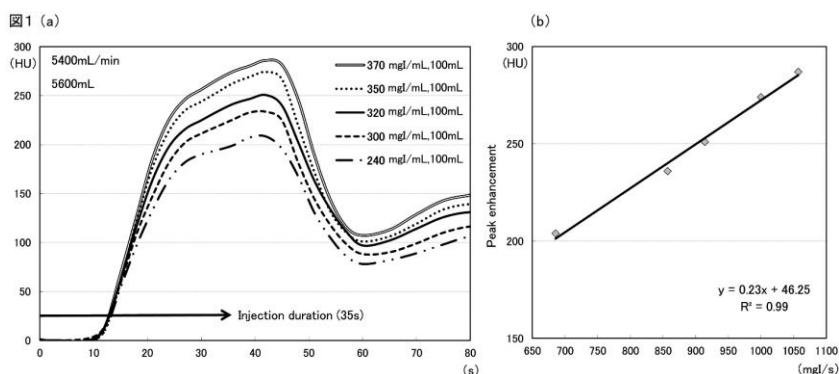 図1 (a)
300
(HU)
250
200
150
100
50
0
5400mL/min
5600mL
370 mgI/mL,100mL
350 mgI/mL,100mL
320 mgI/mL,100mL
300 mgI/mL,100mL
240 mgI/mL,100mL
Injection duration (35s)
0 10 20 30 40 50 60 70 80
(s)
(b)
300
(HU)
250
200
150
Peak enhancement
y = 0.23x + 46.25
R² = 0.99
650 700 750 800 850 900 950 1000 1050 1100
(mgI/s)